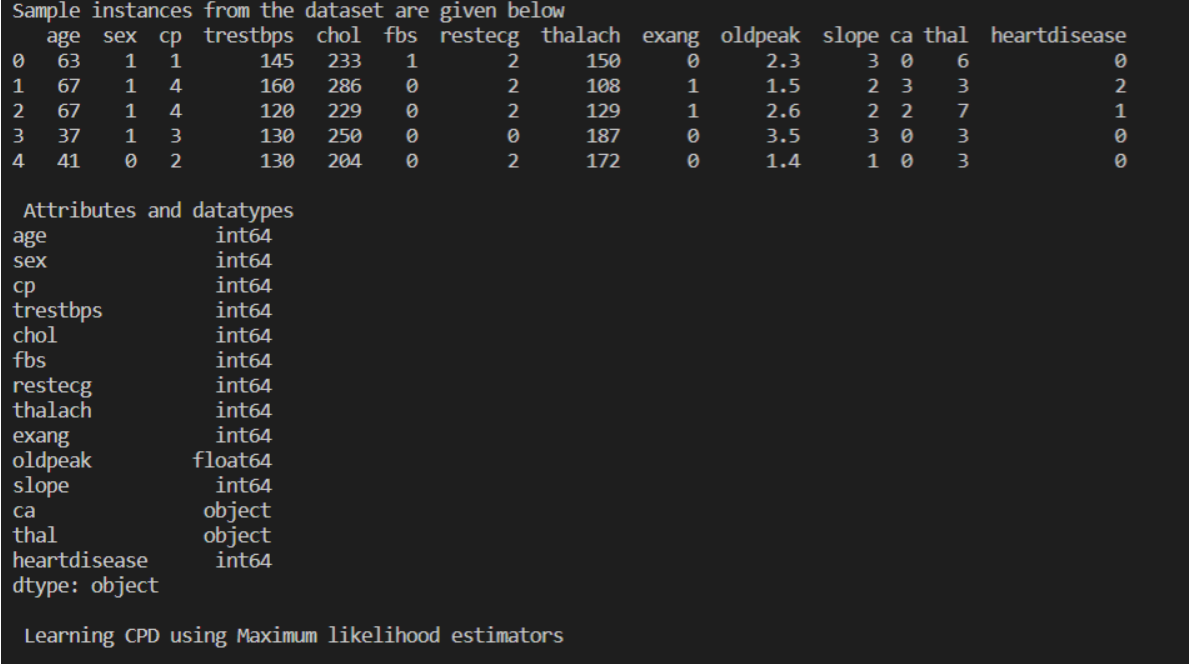 Sample instances from the dataset are given below
   age  sex  cp  trestbps  chol  fbs  restecg  thalach  exang  oldpeak  slope ca thal  heartdisease
0   63    1   1       145   233    1        2      150      0      2.3      3  0    6             0
1   67    1   4       160   286    0        2      108      1      1.5      2  3    3             2
2   67    1   4       120   229    0        2      129      1      2.6      2  2    7             1
3   37    1   3       130   250    0        0      187      0      3.5      3  0    3             0
4   41    0   2       130   204    0        2      172      0      1.4      1  0    3             0
 Attributes and datatypes
age               int64
sex               int64
cp                int64
trestbps          int64
chol              int64
fbs               int64
restecg           int64
thalach           int64
exang             int64
oldpeak         float64
slope             int64
ca               object
thal             object
heartdisease      int64
dtype: object
 Learning CPD using Maximum likelihood estimators